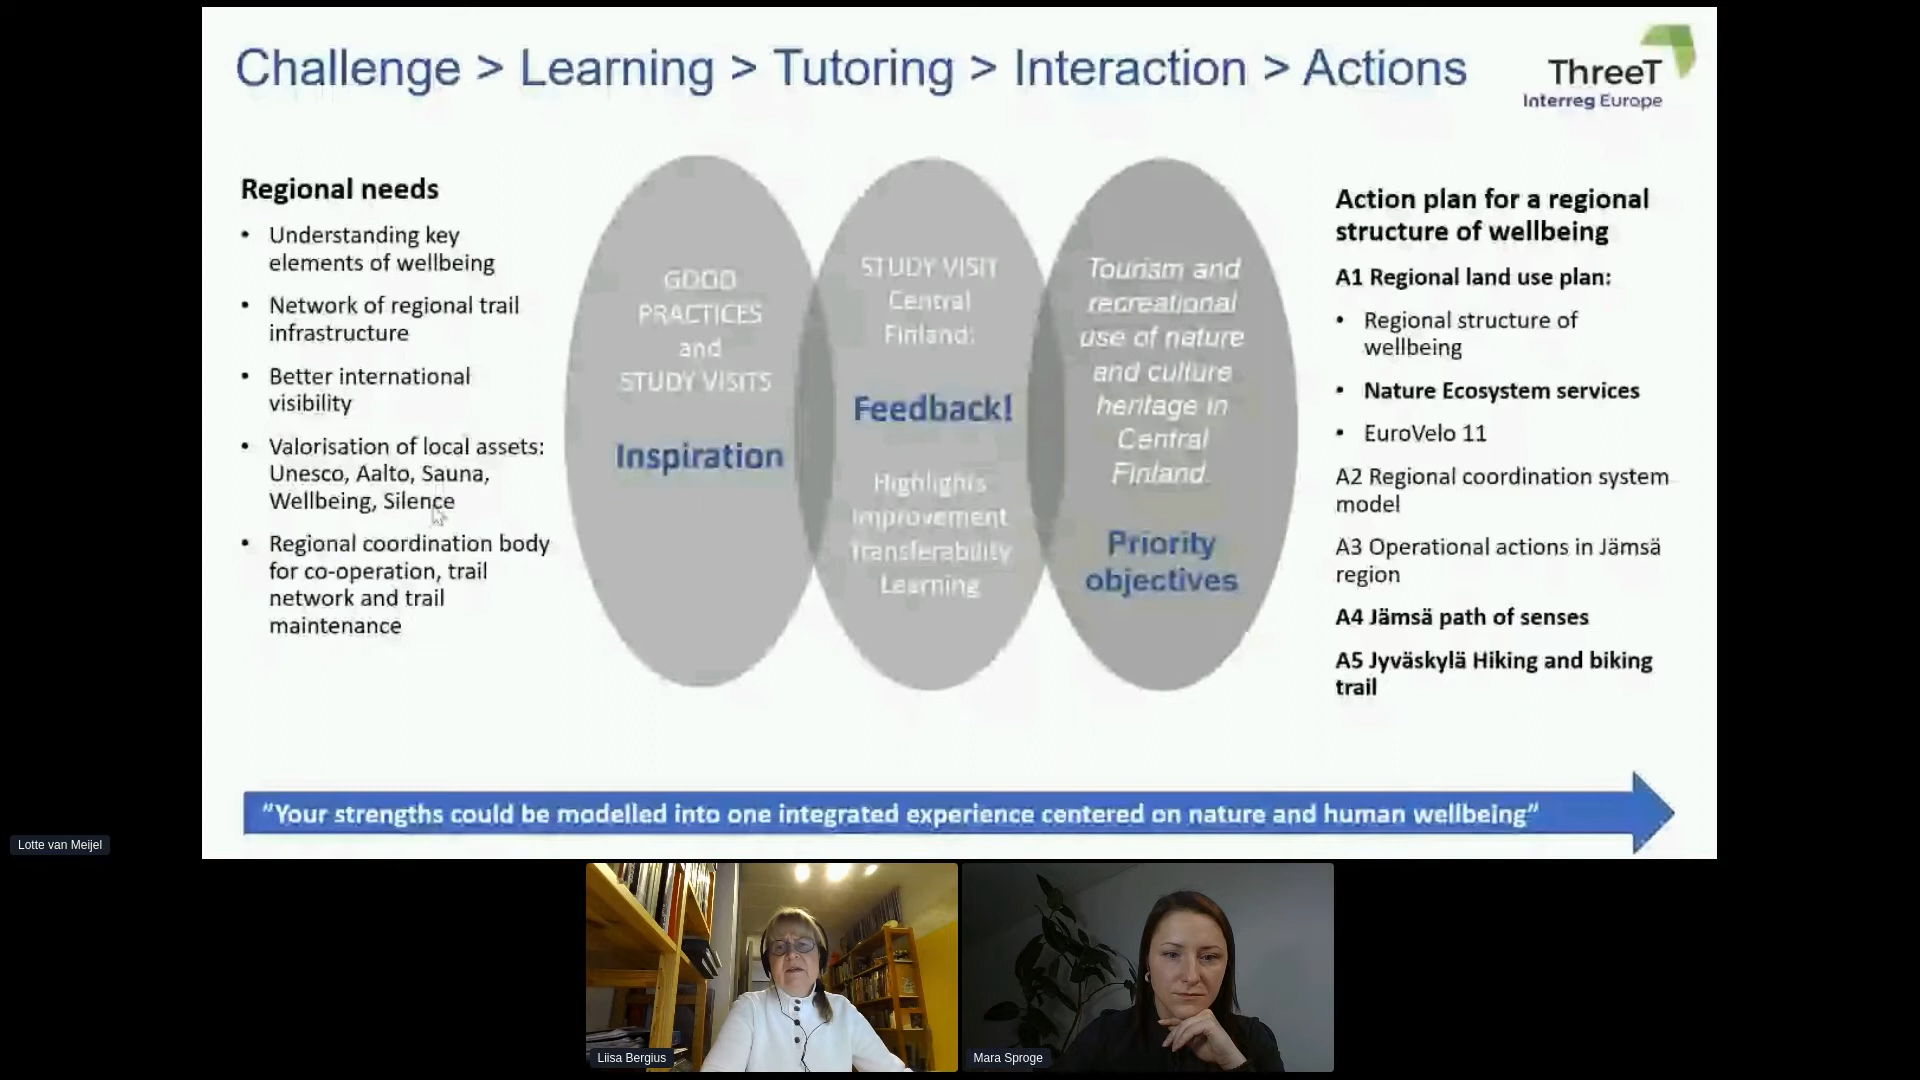 Challenge > Learning > Tutoring > Interaction > Actions
ThreeT
Interreg Europe
Regional needs
• Understanding key
elements of wellbeing
• Network of regional trail
infrastructure
• Better international
visibility
• Valorisation of local assets:
Unesco, Aalto, Sauna,
Wellbeing, Silence
• Regional coordination body
for co-operation, trail
network and trail
maintenance
GOOD
PRACTICES
and
STUDY VISITS
Inspiration
STUDY VISIT
Central
Finland:
Feedback!
Highlights
Improvement
Transferability
Learning
Tourism and
recreational
use of nature
and culture
heritage in
Central
Finland.
Priority
objectives
Action plan for a regional
structure of wellbeing
A1 Regional land use plan:
• Regional structure of
wellbeing
• Nature Ecosystem services
• EuroVelo 11
A2 Regional coordination system
model
A3 Operational actions in Jämsä
region
A4 Jämsä path of senses
A5 Jyväskylä Hiking and biking
trail
"Your strengths could be modelled into one integrated experience centered on nature and human wellbeing"
Lotte van Meijel
Liisa Bergius
Mara Sproge